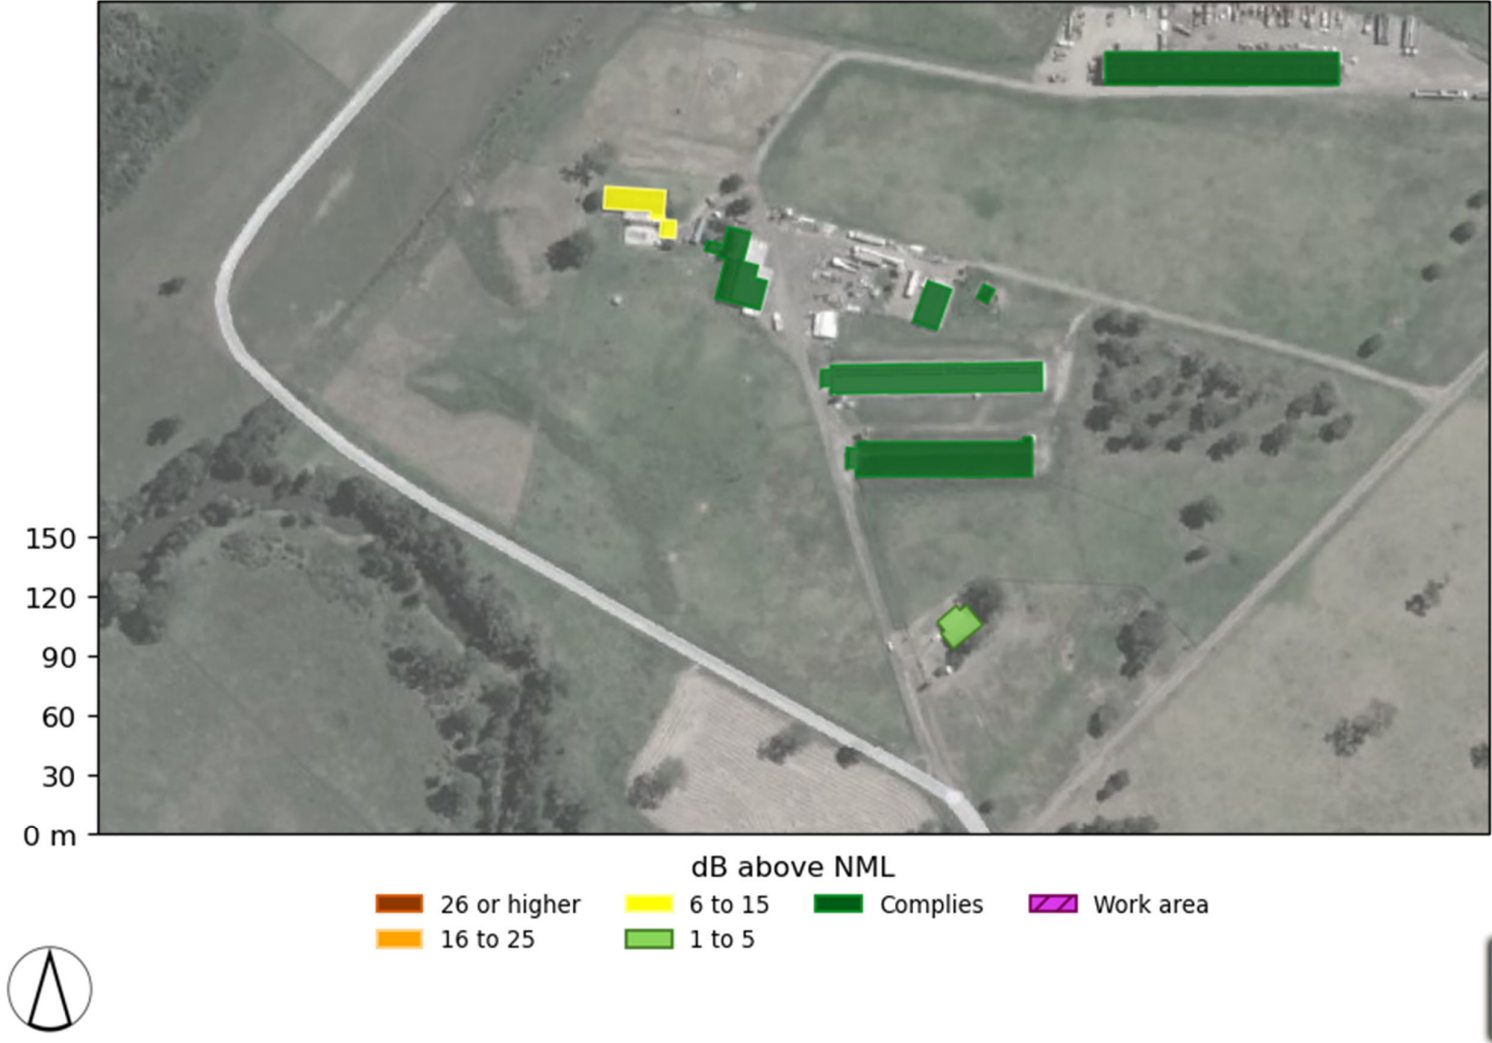 150
120
90
60
30
0 m
dB above NML
26 or higher
6 to 15
Complies
Work area
16 to 25
1 to 5